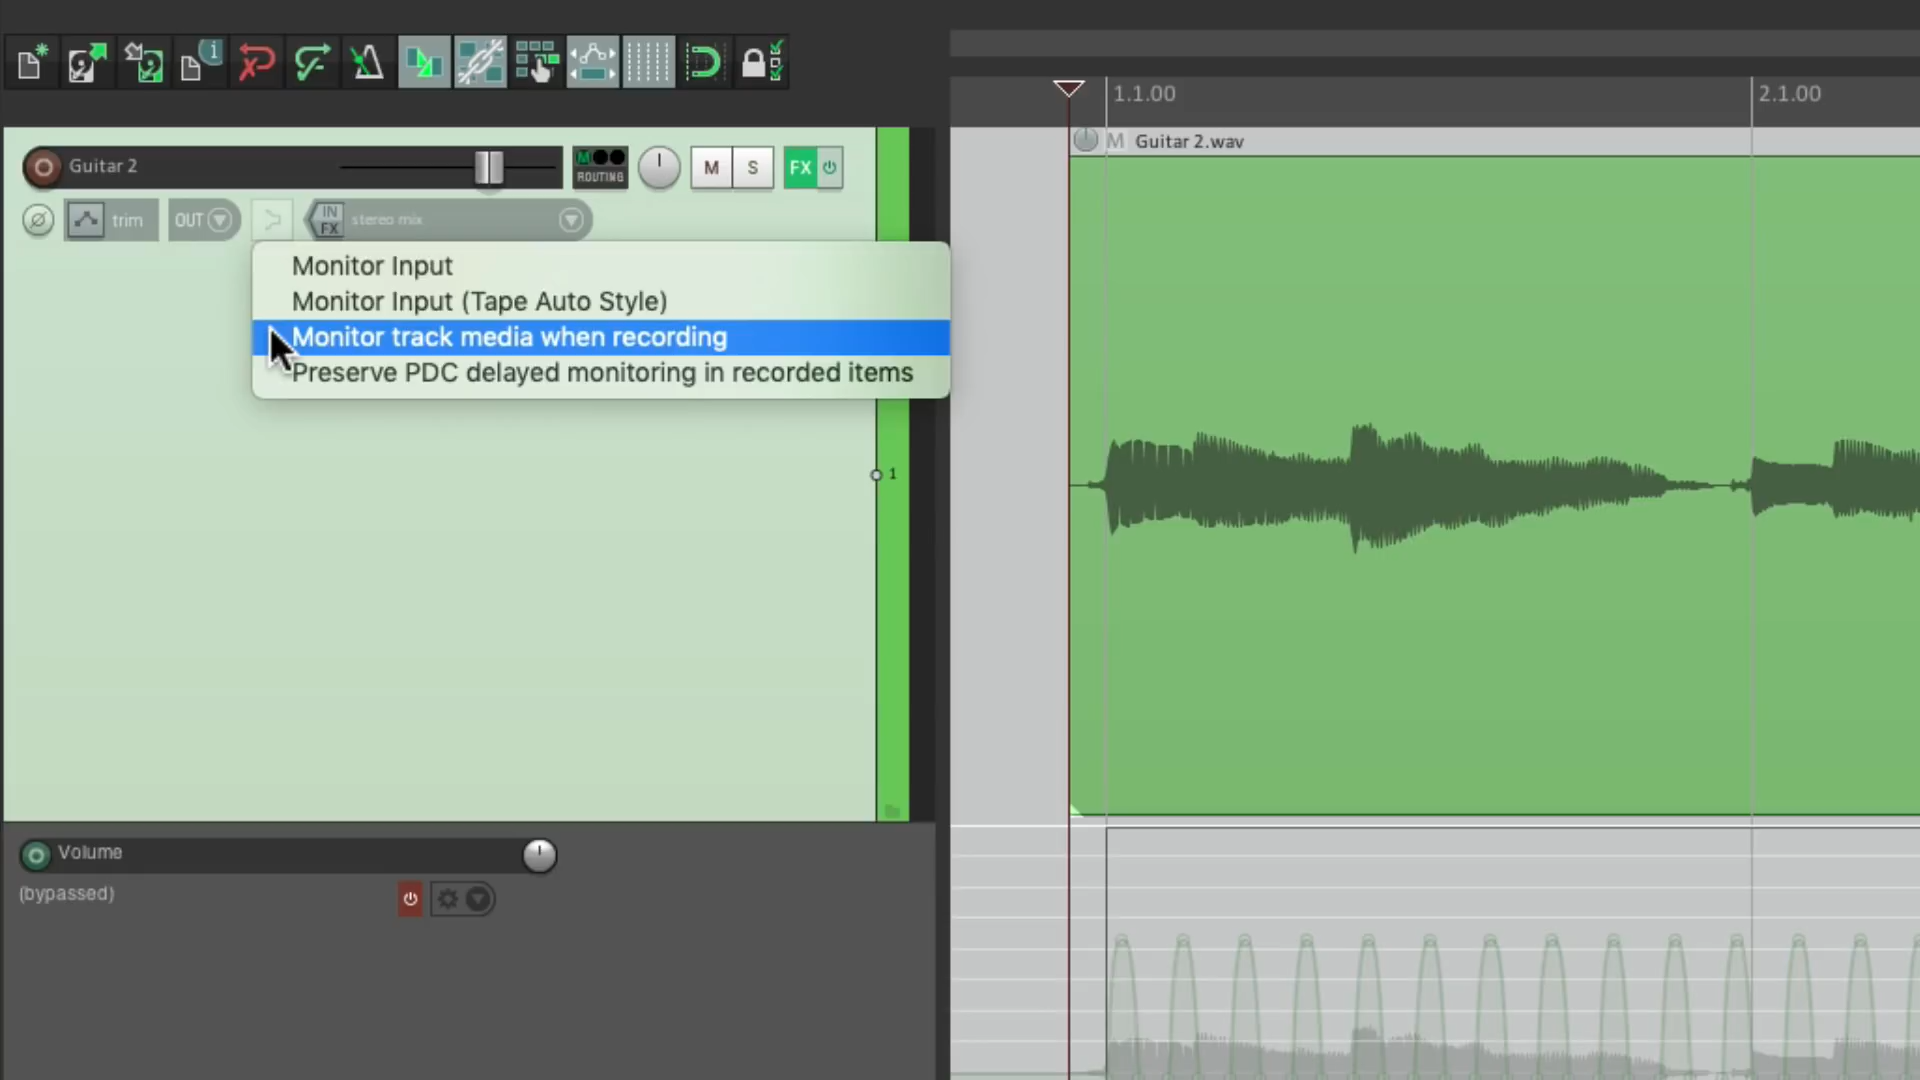 1.1.00
2.1.00
M
Guitar 2.wav
Guitar 2
M
ROUTING
M
S
FX
trim
OUT
IN
FX
stereo mix
Monitor Input
Monitor Input (Tape Auto Style)
Monitor track media when recording
Preserve PDC delayed monitoring in recorded items
1
Volume
(bypassed)